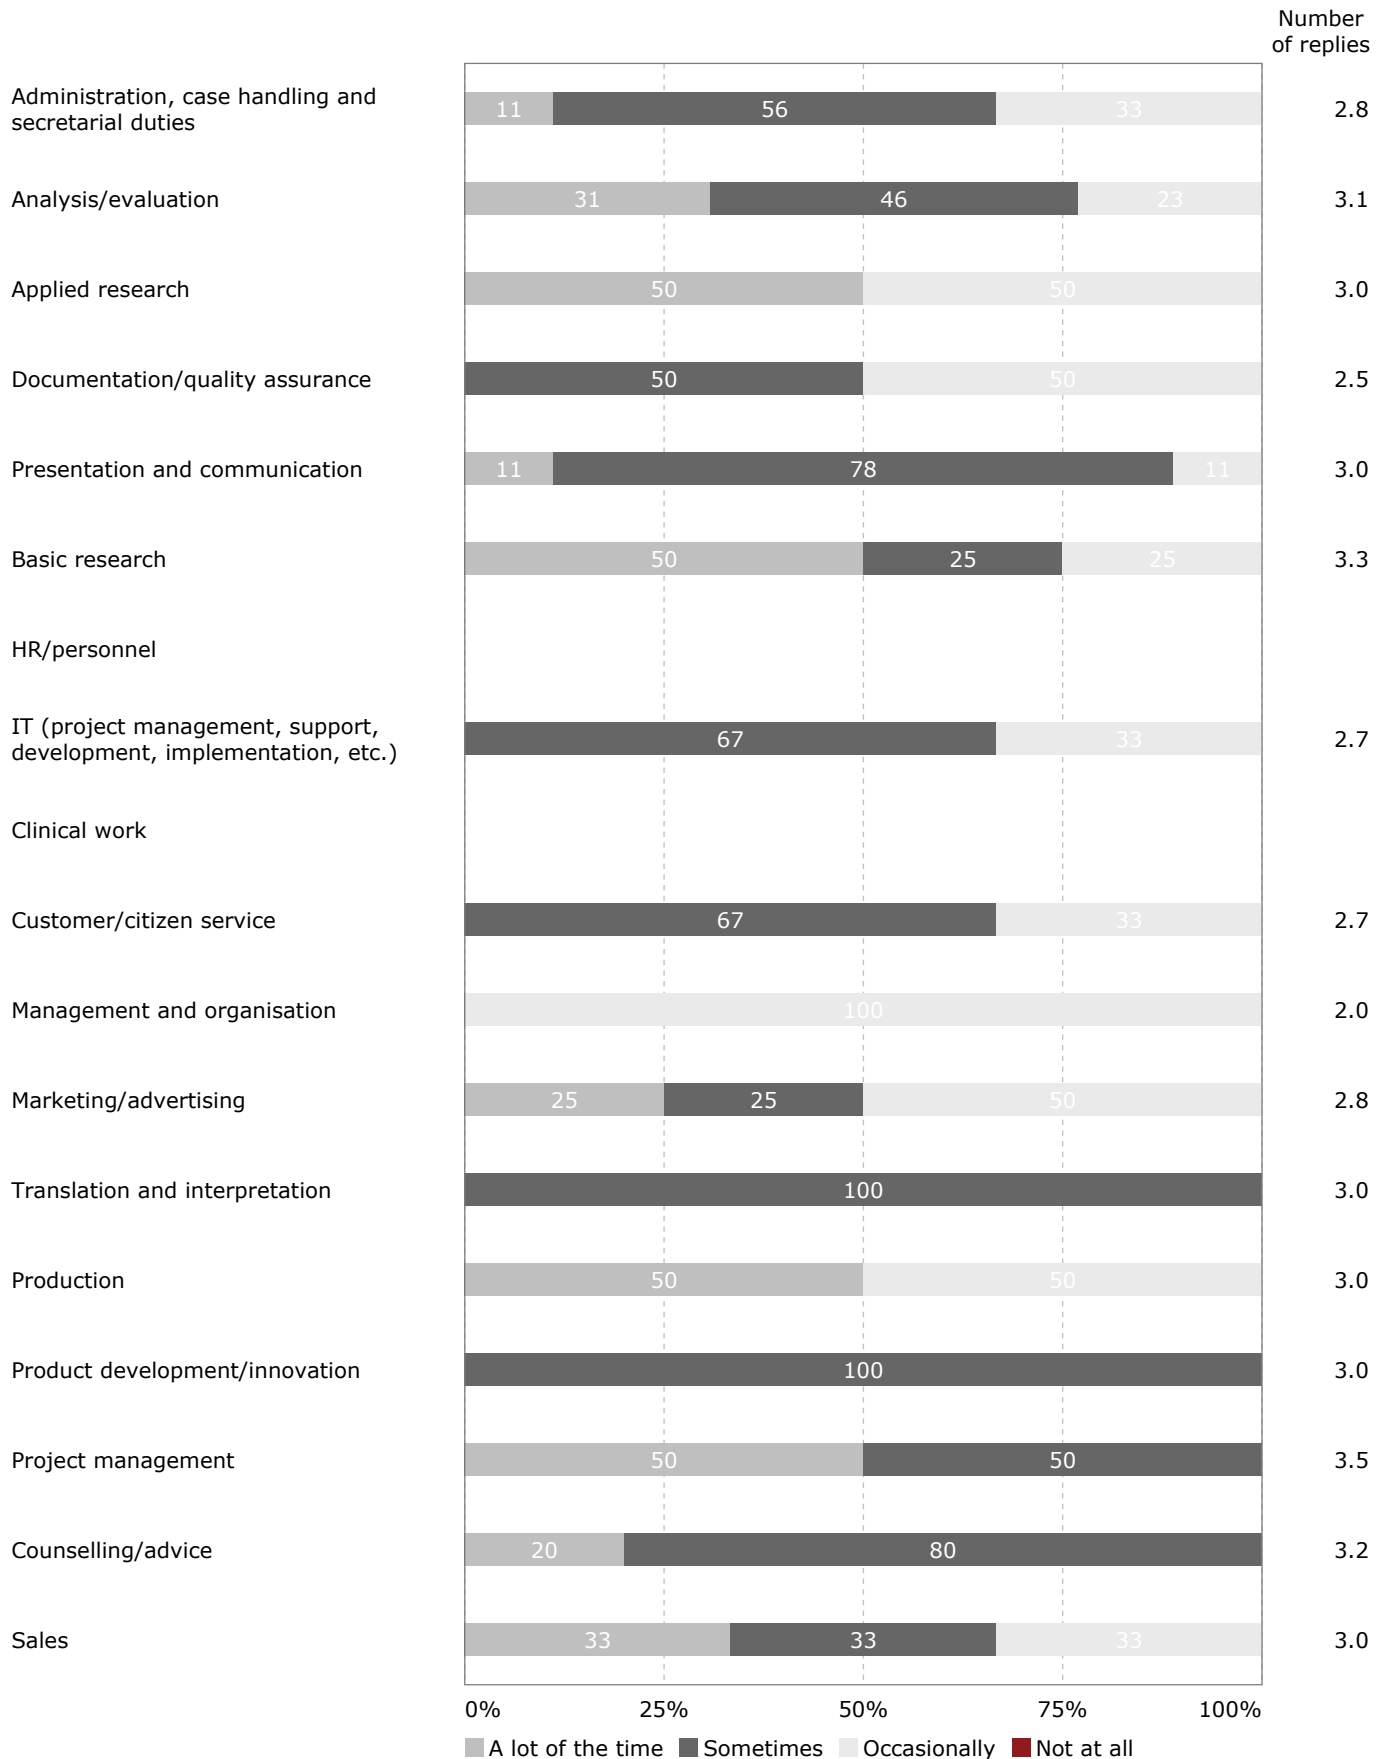 Number
of replies
Administration, case handling and
secretarial duties
11 56 33 2.8
Analysis/evaluation 31 46 23 3.1
Applied research 50 50 3.0
Documentation/quality assurance 50 50 2.5
Presentation and communication 11 78 11 3.0
Basic research 50 25 25 3.3
HR/personnel
IT (project management, support,
development, implementation, etc.)
67 33 2.7
Clinical work
Customer/citizen service 67 33 2.7
Management and organisation 100 2.0
Marketing/advertising 25 25 50 2.8
Translation and interpretation 100 3.0
Production 50 50 3.0
Product development/innovation 100 3.0
Project management 50 50 3.5
Counselling/advice 20 80 3.2
Sales 33 33 33 3.0
0% 25% 50% 75% 100%
A lot of the time Sometimes Occasionally Not at all